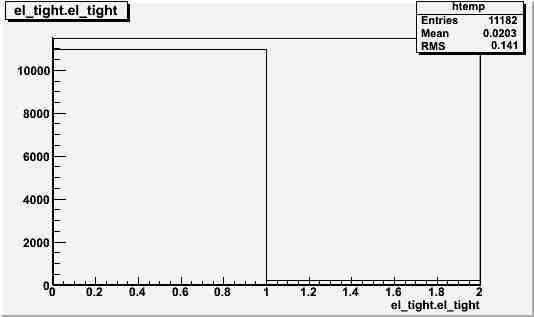 el_tight.el_tight
htemp
Entries 11182
Mean 0.0203
RMS 0.141
10000
8000
6000
4000
2000
0
0 0.2 0.4 0.6 0.8 1 1.2 1.4 1.6 1.8 2
el_tight.el_tight